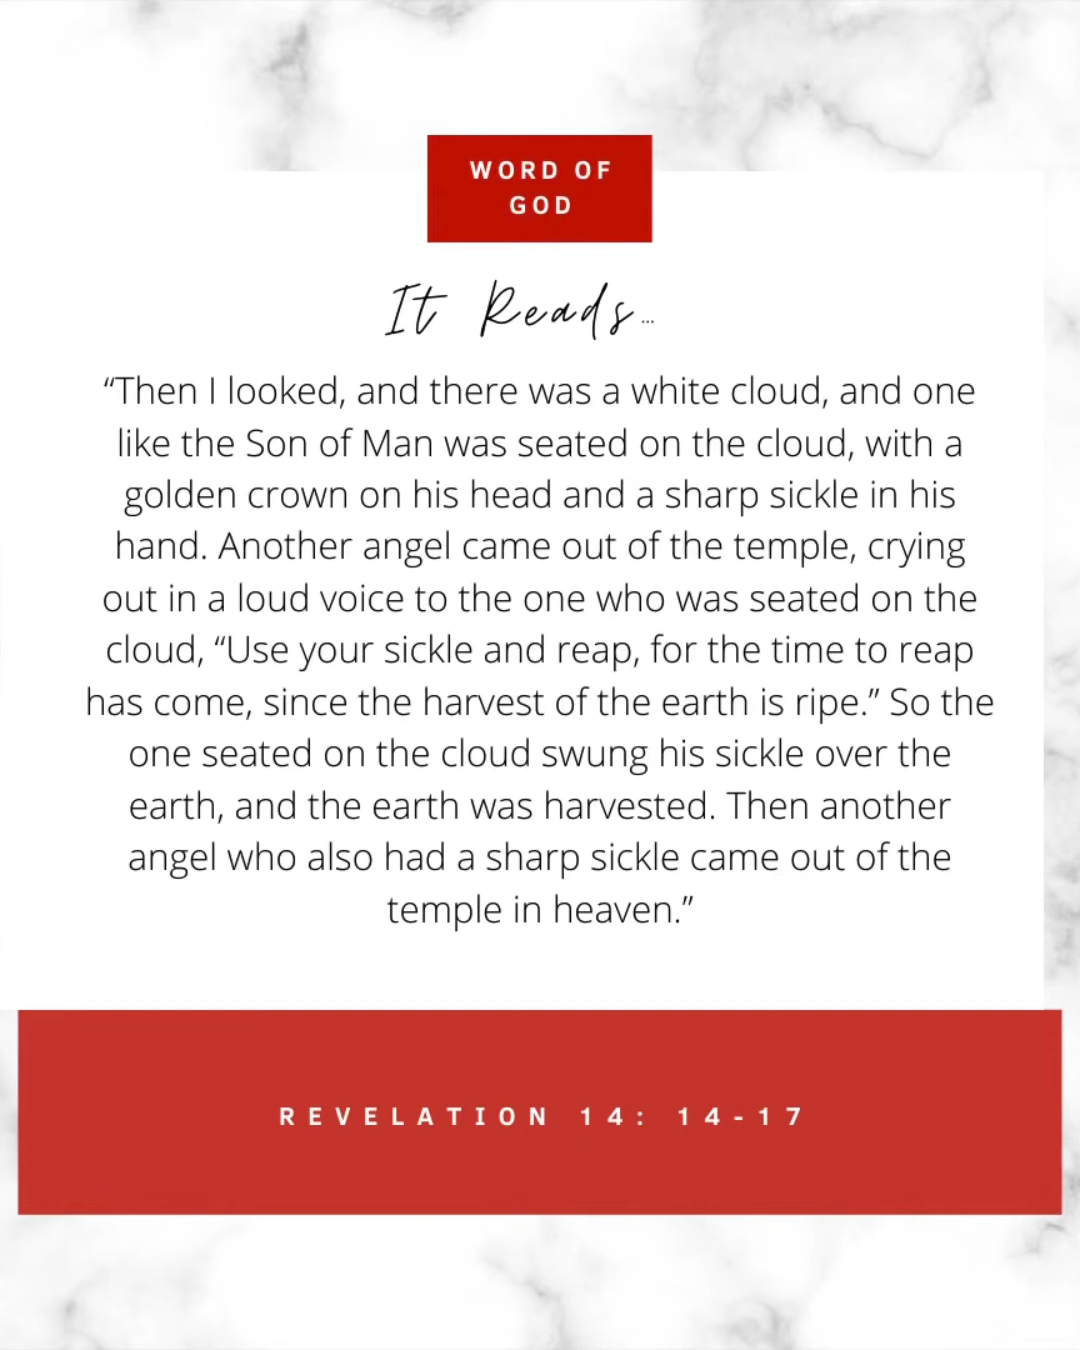 WORD OF
GOD
It Reads...
“Then I looked, and there was a white cloud, and one
like the Son of Man was seated on the cloud, with a
golden crown on his head and a sharp sickle in his
hand. Another angel came out of the temple, crying
out in a loud voice to the one who was seated on the
cloud, “Use your sickle and reap, for the time to reap
has come, since the harvest of the earth is ripe.” So the
one seated on the cloud swung his sickle over the
earth, and the earth was harvested. Then another
angel who also had a sharp sickle came out of the
temple in heaven.”
REVELATION 14: 14-17